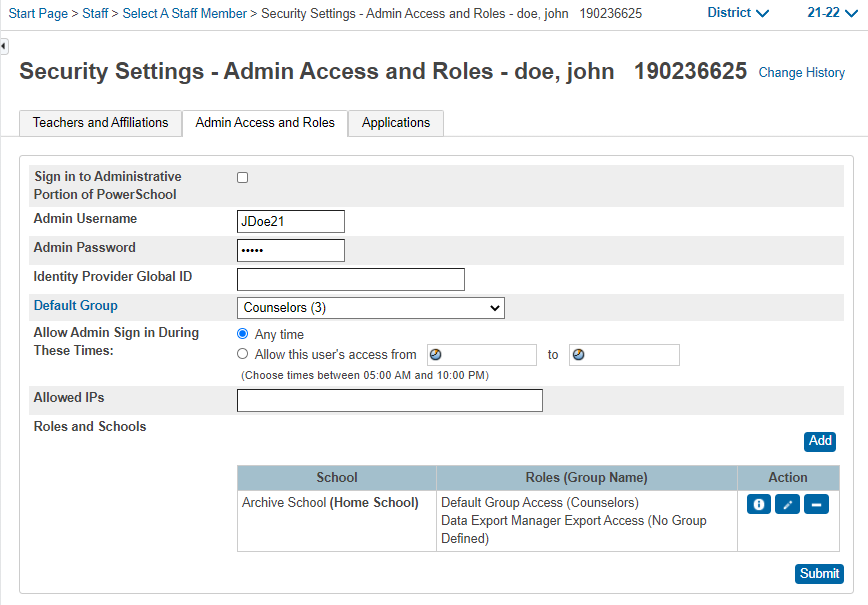 Start Page > Staff > Select A Staff Member > Security Settings - Admin Access and Roles - doe, john 190236625
District
21-22
Security Settings - Admin Access and Roles - doe, john 190236625
Change History
Teachers and Affiliations
Admin Access and Roles
Applications
Sign in to Administrative
Portion of PowerSchool
Admin Username
JDoe21
Admin Password
•••••
Identity Provider Global ID
Default Group
Counselors (3)
Allow Admin Sign in During
These Times:
Any time
Allow this user's access from
to
(Choose times between 05:00 AM and 10:00 PM)
Allowed IPs
Roles and Schools
Add
School
Roles (Group Name)
Action
Archive School (Home School)
Default Group Access (Counselors)
Data Export Manager Export Access (No Group
Defined)
Submit